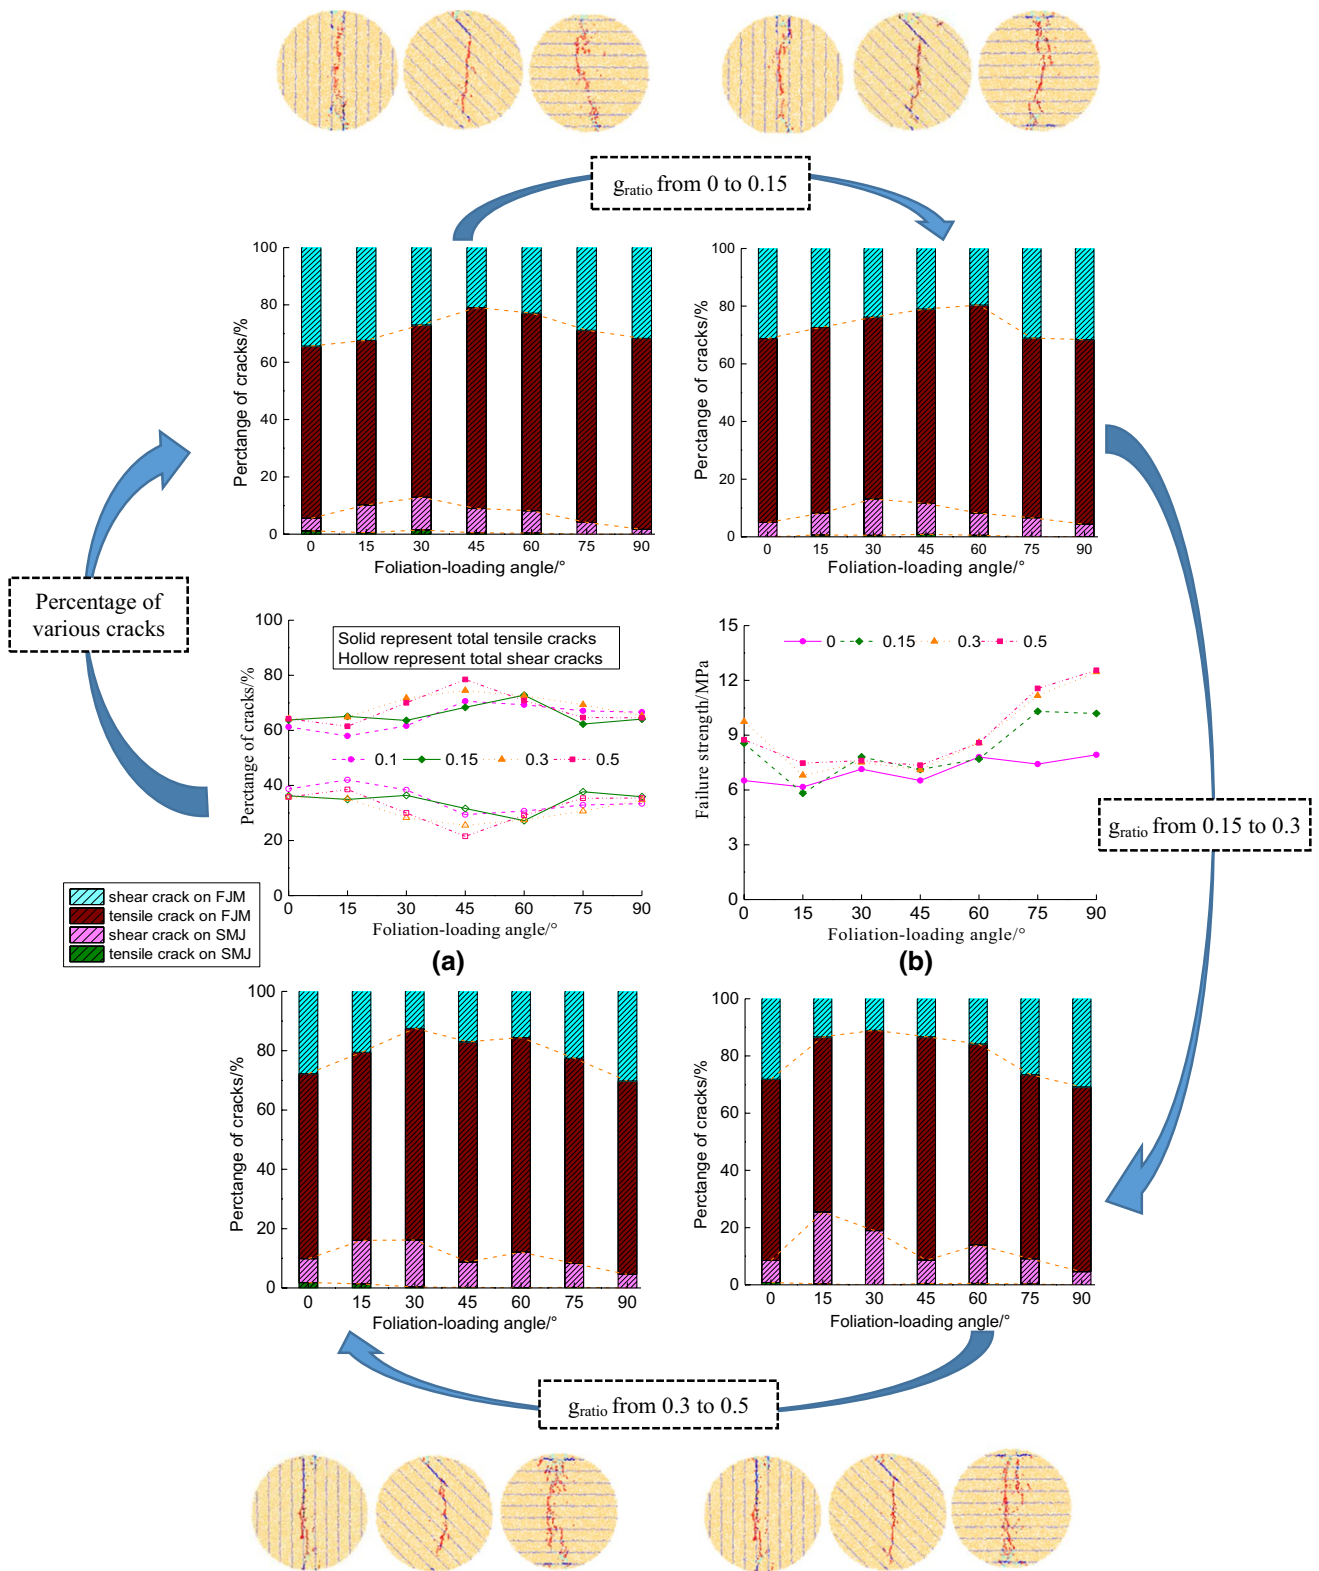 g_ratio from 0 to 0.15
100
80
60
40
20
0
Perctange of cracks/%
0 15 30 45 60 75 90
Foliation-loading angle/°
100
80
60
40
20
0
Perctange of cracks/%
0 15 30 45 60 75 90
Foliation-loading angle/°
Percentage of
various cracks
100
80
60
40
20
0
Perctange of cracks/%
Solid represent total tensile cracks
Hollow represent total shear cracks
0.1 0.15 0.3 0.5
0 15 30 45 60 75 90
Foliation-loading angle/°
(a)
15
12
9
6
3
0
Failure strength/MPa
0 0.15 0.3 0.5
0 15 30 45 60 75 90
Foliation-loading angle/°
(b)
g_ratio from 0.15 to 0.3
shear crack on FJM
tensile crack on FJM
shear crack on SMJ
tensile crack on SMJ
100
80
60
40
20
0
Perctange of cracks/%
0 15 30 45 60 75 90
Foliation-loading angle/°
100
80
60
40
20
0
Perctange of cracks/%
0 15 30 45 60 75 90
Foliation-loading angle/°
g_ratio from 0.3 to 0.5